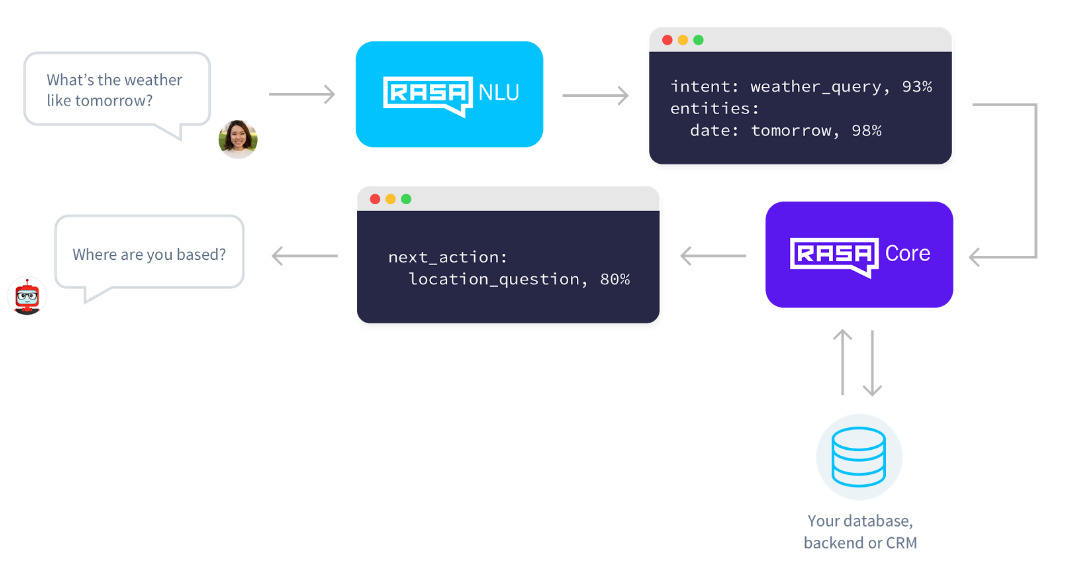 What's the weather
like tomorrow?
RASA NLU
intent: weather_query, 93%
entities:
date: tomorrow, 98%
Where are you based?
next_action:
location_question, 80%
RASA Core
Your database,
backend or CRM